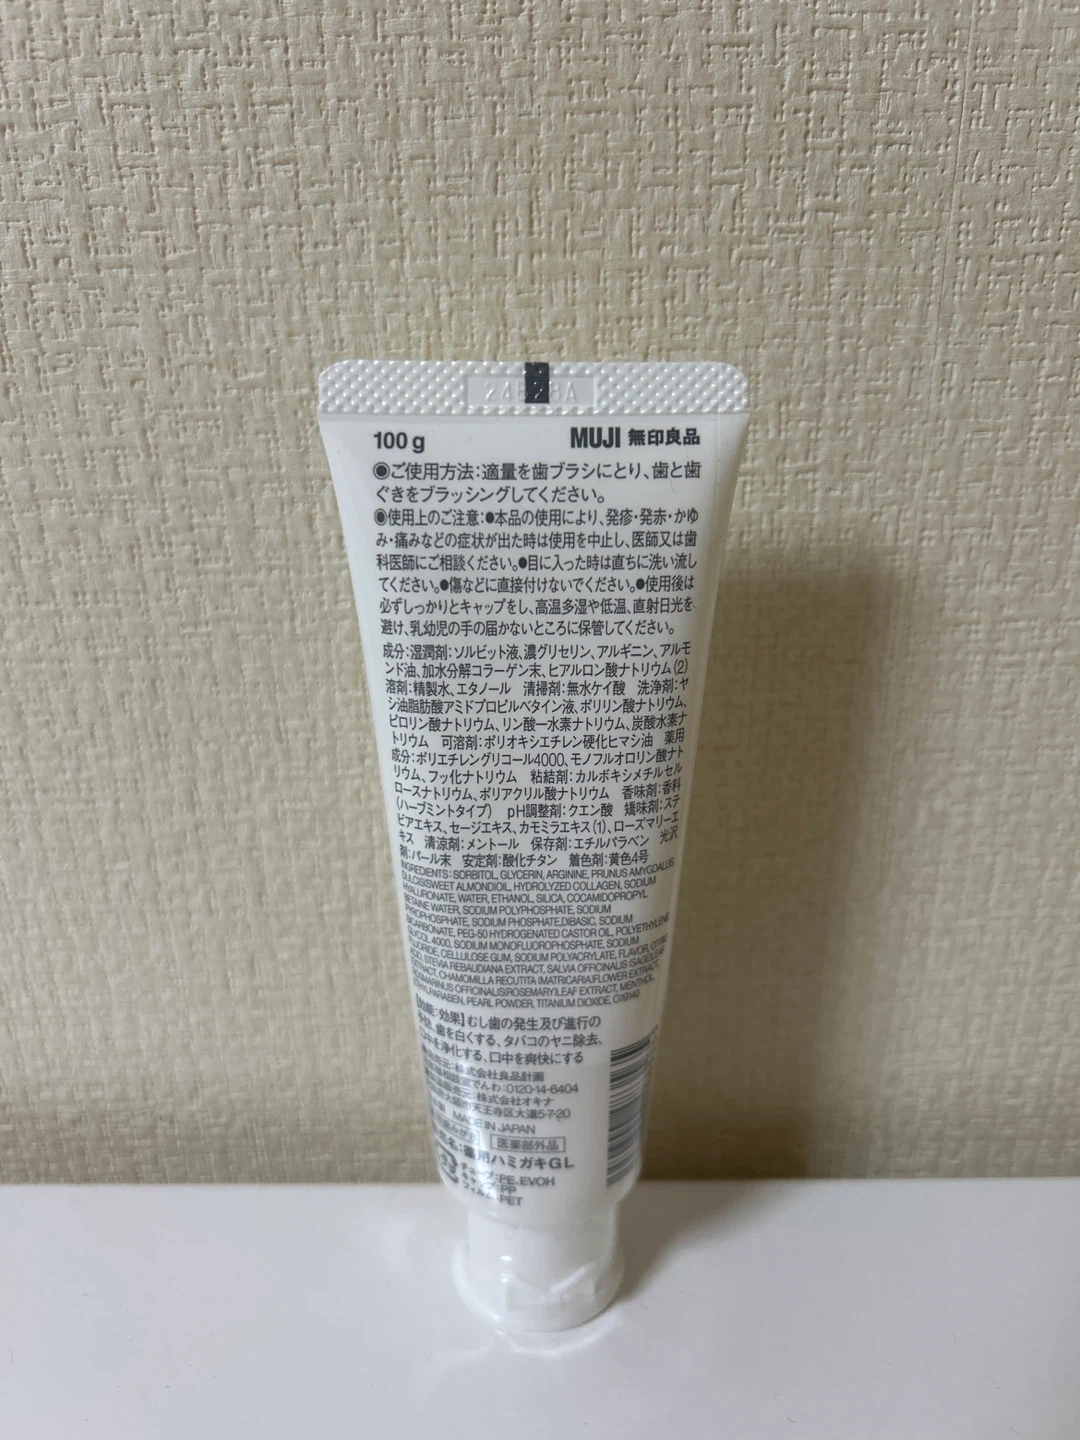 100g
MUJI 無印良品
◉ご使用方法:適量を歯ブラシにとり、歯と歯
ぐきをブラッシングしてください。
◉使用上のご注意:●本品の使用により、発疹・発赤・かゆ
み・痛みなどの症状が出た時は使用を中止し、医師又は歯
科医師にご相談ください。●目に入った時は直ちに洗い流し
てください。●傷などに直接付けないでください。●使用後は
必ずしっかりとキャップをし、高温多湿や低温、直射日光を
避け、乳幼児の手の届かないところに保管してください。
成分:湿潤剤:ソルビット液、濃グリセリン、アルギニン、アルモ
ンド油、加水分解コラーゲン末、ヒアルロン酸ナトリウム(2)
溶剤:精製水、エタノール 清掃剤:無水ケイ酸 洗浄剤:ヤ
シ油脂肪酸アミドプロピルベタイン液、ポリリン酸ナトリウム、
ピロリン酸ナトリウム、リン酸一水素ナトリウム、炭酸水素ナ
トリウム 可溶剤:ポリオキシエチレン硬化ヒマシ油 薬用
成分:ポリエチレングリコール4000、モノフルオロリン酸ナト
リウム、フッ化ナトリウム 粘結剤:カルボキシメチルセル
ロースナトリウム、ポリアクリル酸ナトリウム 香味剤:香料
(ハーブミントタイプ) pH調整剤:クエン酸 矯味剤:ステ
ビアエキス、セージエキス、カモミラエキス(1)、ローズマリーエ
キス 清涼剤:メントール 保存剤:エチルパラベン 光沢
剤:パール末 安定剤:酸化チタン 着色剤:黄色4号
INGREDIENTS: SORBITOL, GLYCERIN, ARGININE, PRUNUS AMYGDALUS
DULCIS(SWEET ALMOND)OIL, HYDROLYZED COLLAGEN, SODIUM
HYALURONATE, WATER, ETHANOL, SILICA, COCAMIDOPROPYL
BETAINE WATER, SODIUM POLYPHOSPHATE, SODIUM
PYROPHOSPHATE, SODIUM PHOSPHATE,DIBASIC, SODIUM
BICARBONATE, PEG-50 HYDROGENATED CASTOR OIL, POLYETHYLENE
GLYCOL 4000, SODIUM MONOFLUOROPHOSPHATE, SODIUM
FLUORIDE, CELLULOSE GUM, SODIUM POLYACRYLATE, FLAVOR, CITRIC
ACID, STEVIA REBAUDIANA EXTRACT, SALVIA OFFICINALIS (SAGE)LEAF
EXTRACT, CHAMOMILLA RECUTITA (MATRICARIA)FLOWER EXTRACT,
ROSMARINUS OFFICINALIS(ROSEMARY)LEAF EXTRACT, MENTHOL,
ETHYLPARABEN, PEARL POWDER, TITANIUM DIOXIDE, CI19140
【効能:効果】むし歯の発生及び進行の
予防、歯を白くする、タバコのヤニ除去、
口中を浄化する、口中を爽快にする
株式会社良品計画
でんわ:0120-14-6404
株式会社オキナ
天王寺区大道5-7-20
MADE IN JAPAN
医薬部外品
薬用ハミガキGL
チューブ:PE、EVOH
キャップ:PP
PET